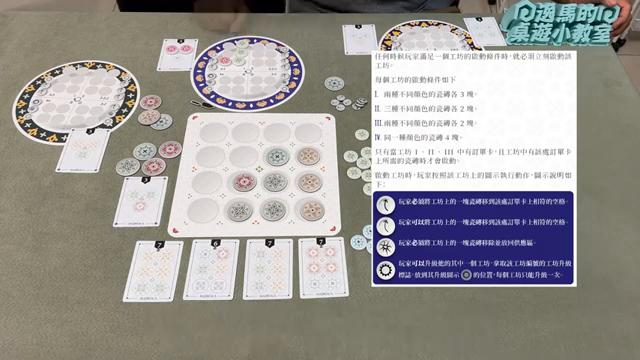 逸馬的
桌遊小教室
任何時候玩家滿足一個工坊的啟動條件時,就必須立刻啟動該
工坊。
每個工坊的啟動條件如下
I. 兩種不同顏色的瓷磚各 3 塊。
II. 三種不同顏色的瓷磚各 2 塊。
III. 兩種不同顏色的瓷磚各 2 塊。
IV. 同一種顏色的瓷磚 4 塊。
只有當工坊 I、II、III 中有訂單卡,且工坊中有該處訂單卡
上所需的瓷磚時才會啟動。
啟動工坊時,玩家按照該工坊上的圖示執行動作。圖示說明如
下:
玩家必須將工坊上的一塊瓷磚移到該處訂單卡上相符的空格。
玩家可以將工坊上的一塊瓷磚移到該處訂單卡上相符的空格。
玩家必須將工坊上的一塊瓷磚移除並放回供應區。
玩家可以升級他的其中一個工坊。拿取該工坊編號的工坊升級
標誌,放到其升級圖示 的位置。每個工坊只能升級一次。
7
6
7
7